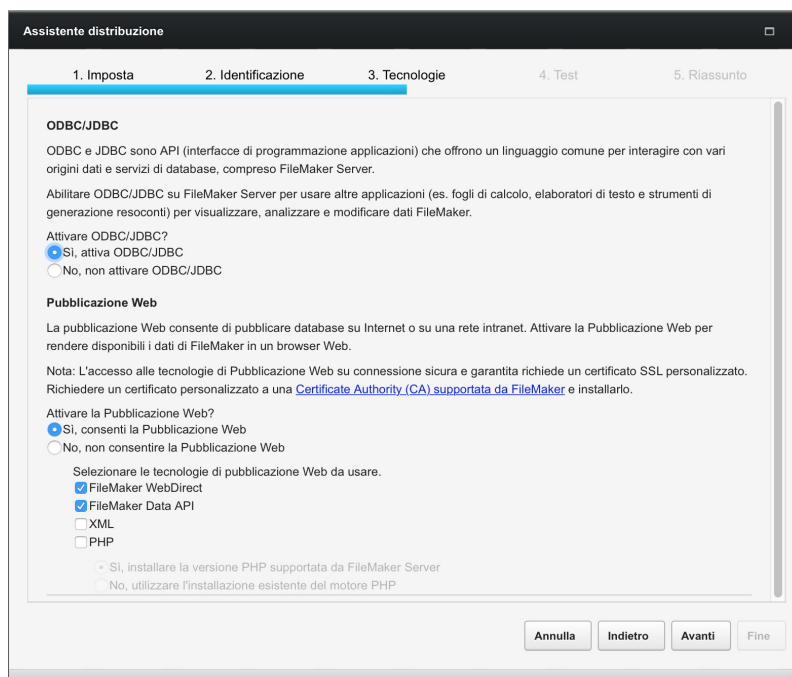 Assistente distribuzione
1. Imposta
2. Identificazione
3. Tecnologie
4. Test
5. Riassunto
ODBC/JDBC
ODBC e JDBC sono API (interfacce di programmazione applicazioni) che offrono un linguaggio comune per interagire con vari
origini dati e servizi di database, compreso FileMaker Server.
Abilitare ODBC/JDBC su FileMaker Server per usare altre applicazioni (es. fogli di calcolo, elaboratori di testo e strumenti di
generazione resoconti) per visualizzare, analizzare e modificare dati FileMaker.
Attivare ODBC/JDBC?
Sì, attiva ODBC/JDBC
No, non attivare ODBC/JDBC
Pubblicazione Web
La pubblicazione Web consente di pubblicare database su Internet o su una rete intranet. Attivare la Pubblicazione Web per
rendere disponibili i dati di FileMaker in un browser Web.
Nota: L'accesso alle tecnologie di Pubblicazione Web su connessione sicura e garantita richiede un certificato SSL personalizzato.
Richiedere un certificato personalizzato a una Certificate Authority (CA) supportata da FileMaker e installarlo.
Attivare la Pubblicazione Web?
Sì, consenti la Pubblicazione Web
No, non consentire la Pubblicazione Web
Selezionare le tecnologie di pubblicazione Web da usare.
FileMaker WebDirect
FileMaker Data API
XML
PHP
Sì, installare la versione PHP supportata da FileMaker Server
No, utilizzare l'installazione esistente del motore PHP
Annulla
Indietro
Avanti
Fine